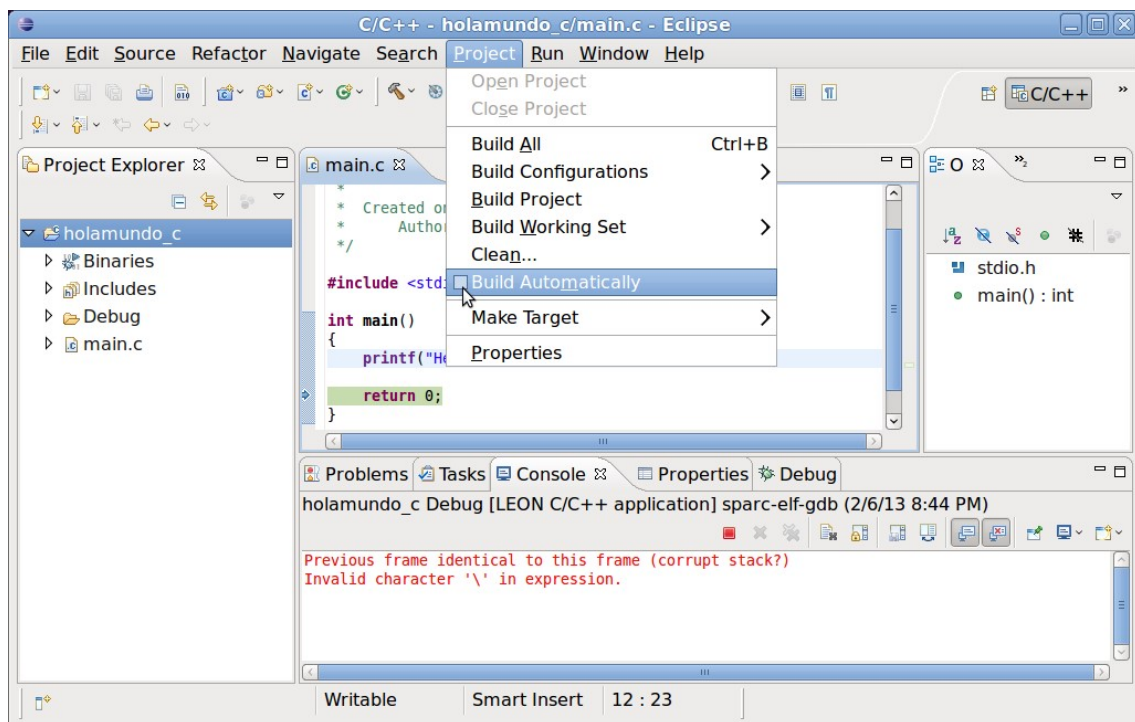 C/C++ - holamundo_c/main.c - Eclipse
File Edit Source Refactor Navigate Search Project Run Window Help
Open Project
Close Project
Build All Ctrl+B
Build Configurations
Build Project
Build Working Set
Clean...
Build Automatically
Make Target
Properties
C/C++ »
Project Explorer
holamundo_c
Binaries
Includes
Debug
main.c
main.c
*
* Created
* Autho
*/
#include <std
int main()
{
printf("He
return 0;
}
O »2
stdio.h
main() : int
Problems Tasks Console Properties Debug
holamundo_c Debug [LEON C/C++ application] sparc-elf-gdb (2/6/13 8:44 PM)
Previous frame identical to this frame (corrupt stack?)
Invalid character '\' in expression.
Writable Smart Insert 12 : 23